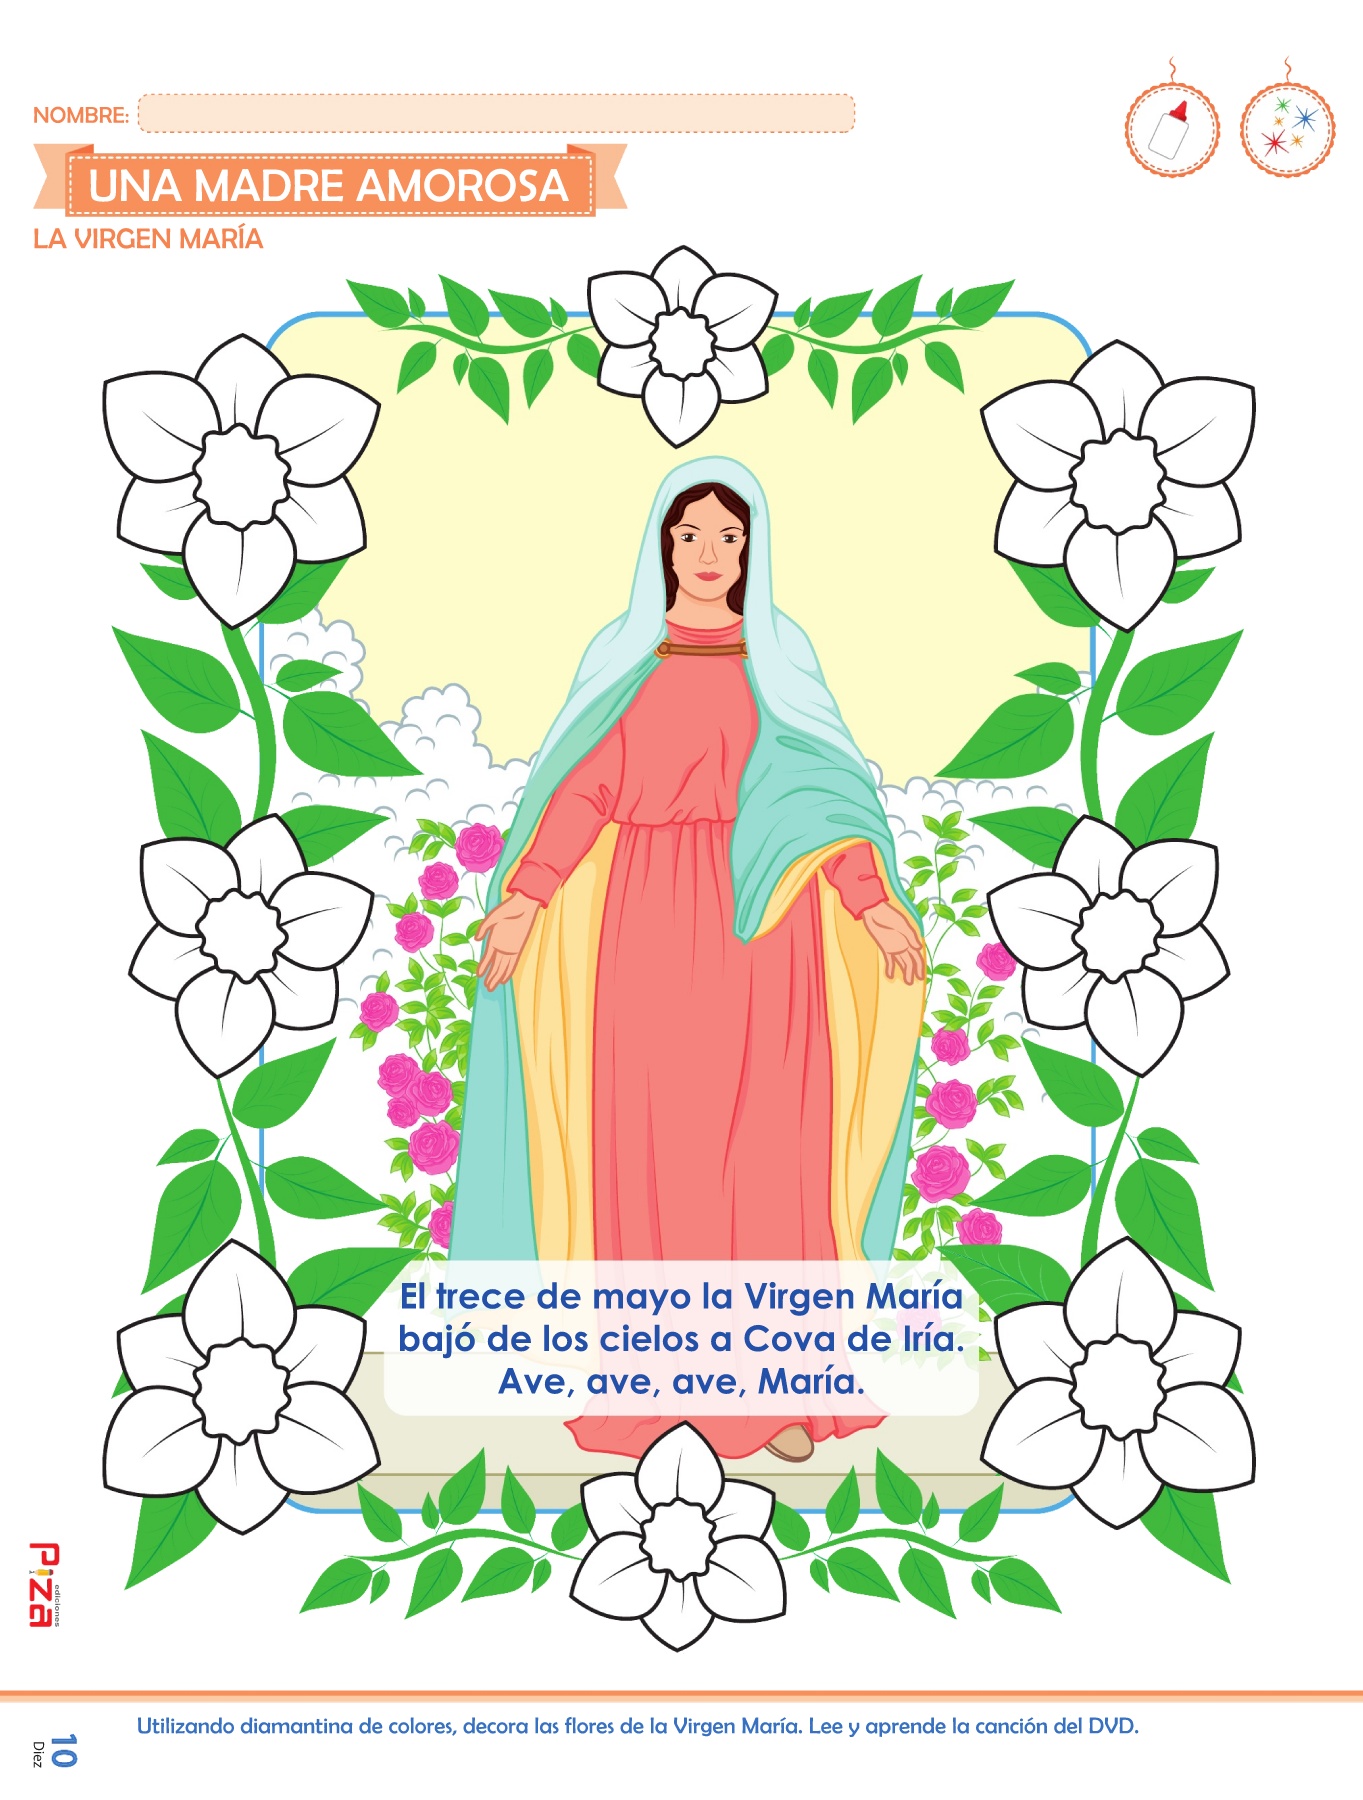 NOMBRE:
UNA MADRE AMOROSA
LA VIRGEN MARÍA
El trece de mayo la Virgen María
bajó de los cielos a Cova de Iría.
Ave, ave, ave, María.
Piza
ediciones
Utilizando diamantina de colores, decora las flores de la Virgen María. Lee y aprende la canción del DVD.
10
Diez